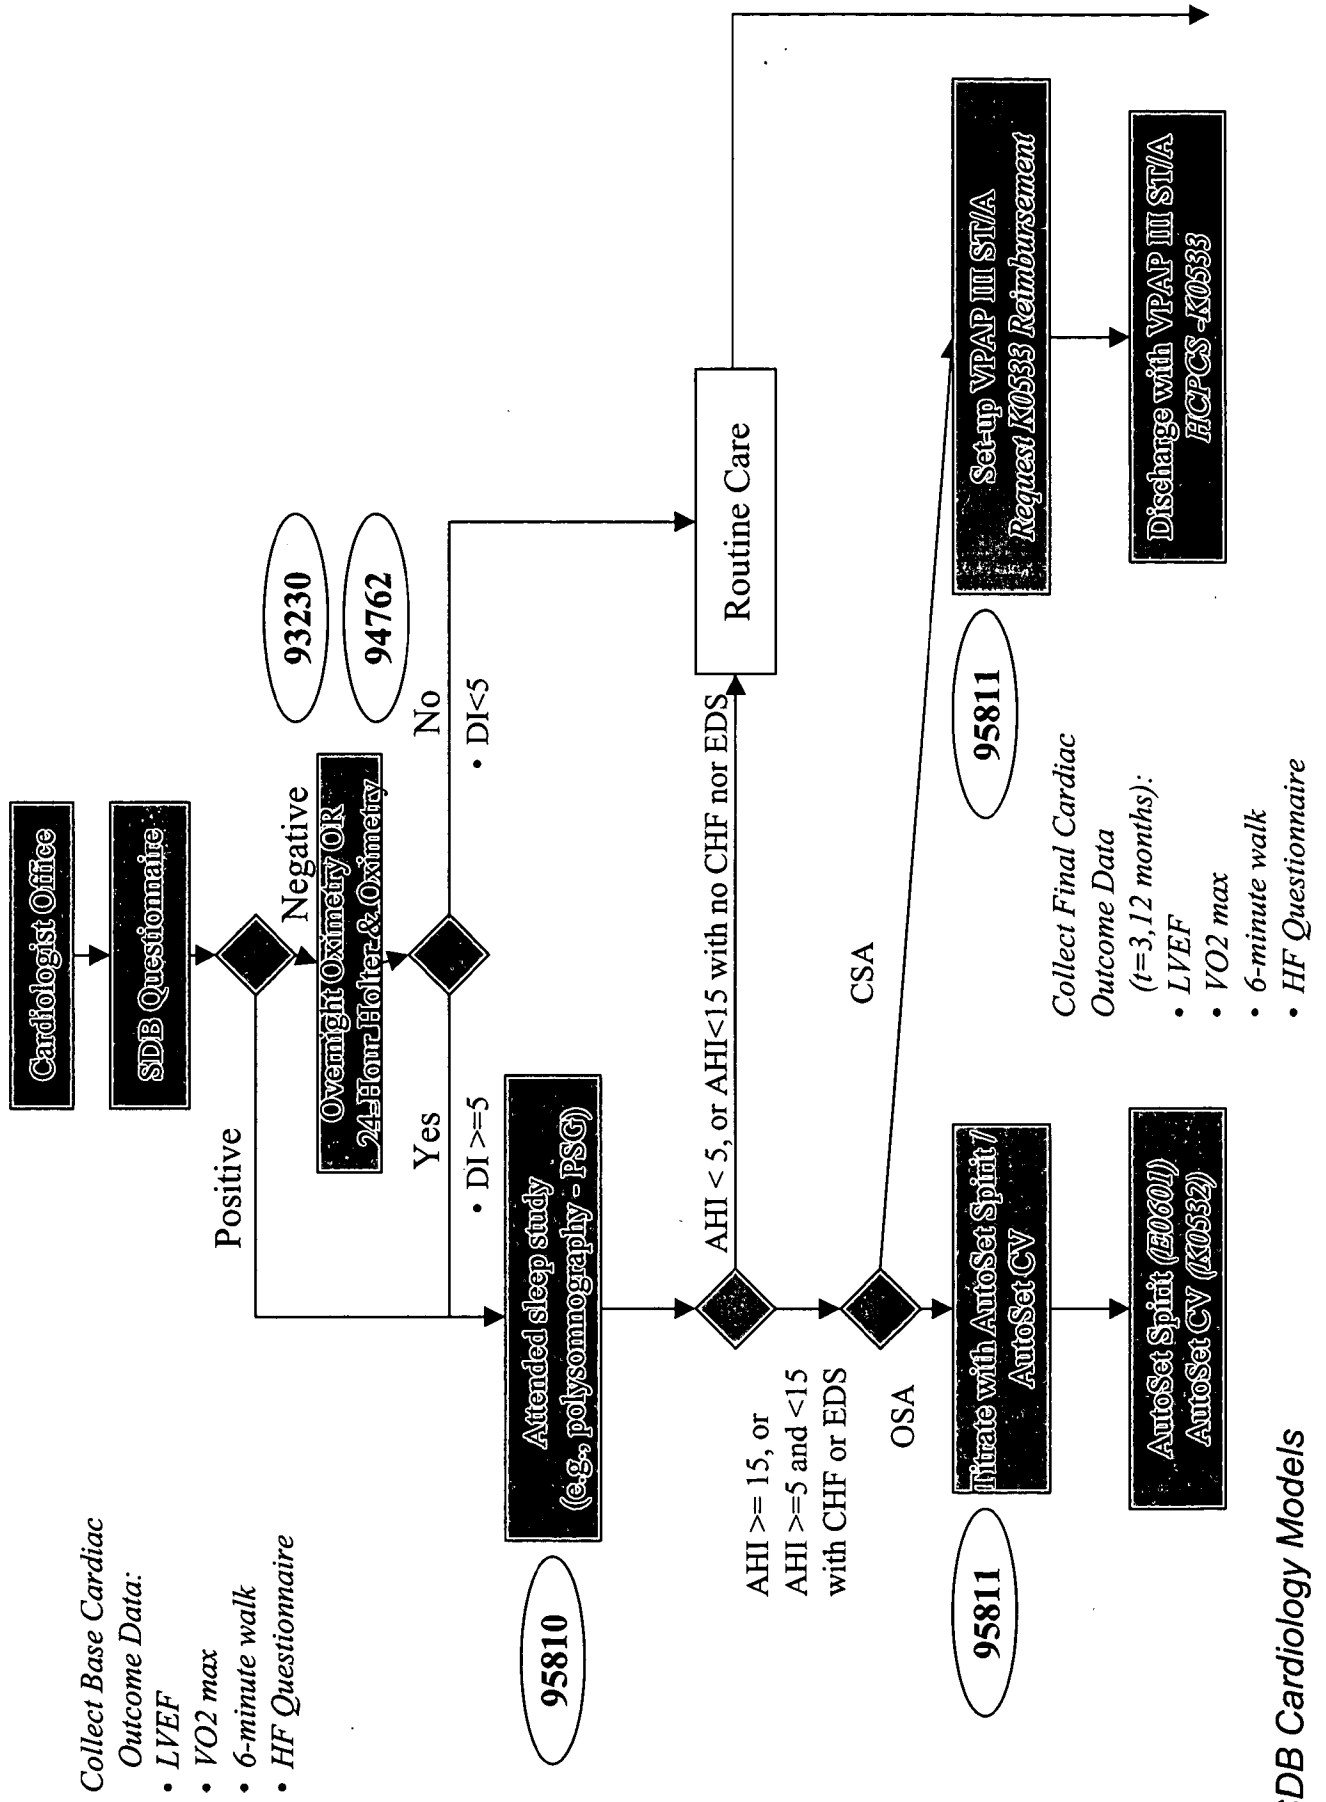 Collect Base Cardiac
Outcome Data:
• LVEF
• VO2 max
• 6-minute walk
• HF Questionnaire
Cardiologist Office
SDB Questionnaire
Positive
Negative
Overnight Oximetry OR
24-Hour Holter & Oximetry
93230
94762
Yes
• DI >=5
No
• DI<5
95810
Attended sleep study
(e.g., polysomnography - PSG)
AHI < 5, or AHI<15 with no CHF nor EDS
Routine Care
AHI >= 15, or
AHI >=5 and <15
with CHF or EDS
OSA
CSA
95811
Titrate with AutoSet Spirit /
AutoSet CV
AutoSet Spirit (E0601)
AutoSet CV (K0532)
Collect Final Cardiac
Outcome Data
(t=3,12 months):
• LVEF
• VO2 max
• 6-minute walk
• HF Questionnaire
95811
Set-up VPAP III ST/A
Request K0533 Reimbursement
Discharge with VPAP III ST/A
HCPCS -K0533
SDB Cardiology Models